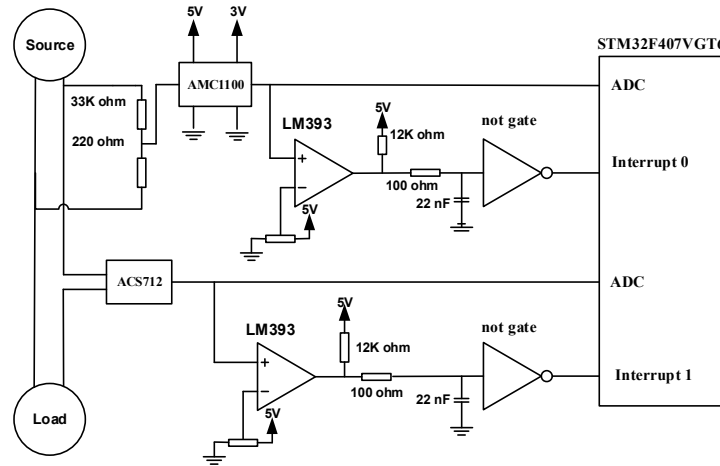 5V
3V
Source
STM32F407VGT6
AMC1100
ADC
33K ohm
5V
LM393
12K ohm
not gate
220 ohm
+
Interrupt 0
−
100 ohm
22 nF
5V
ACS712
ADC
5V
not gate
LM393
12K ohm
+
Interrupt 1
−
100 ohm
22 nF
5V
Load